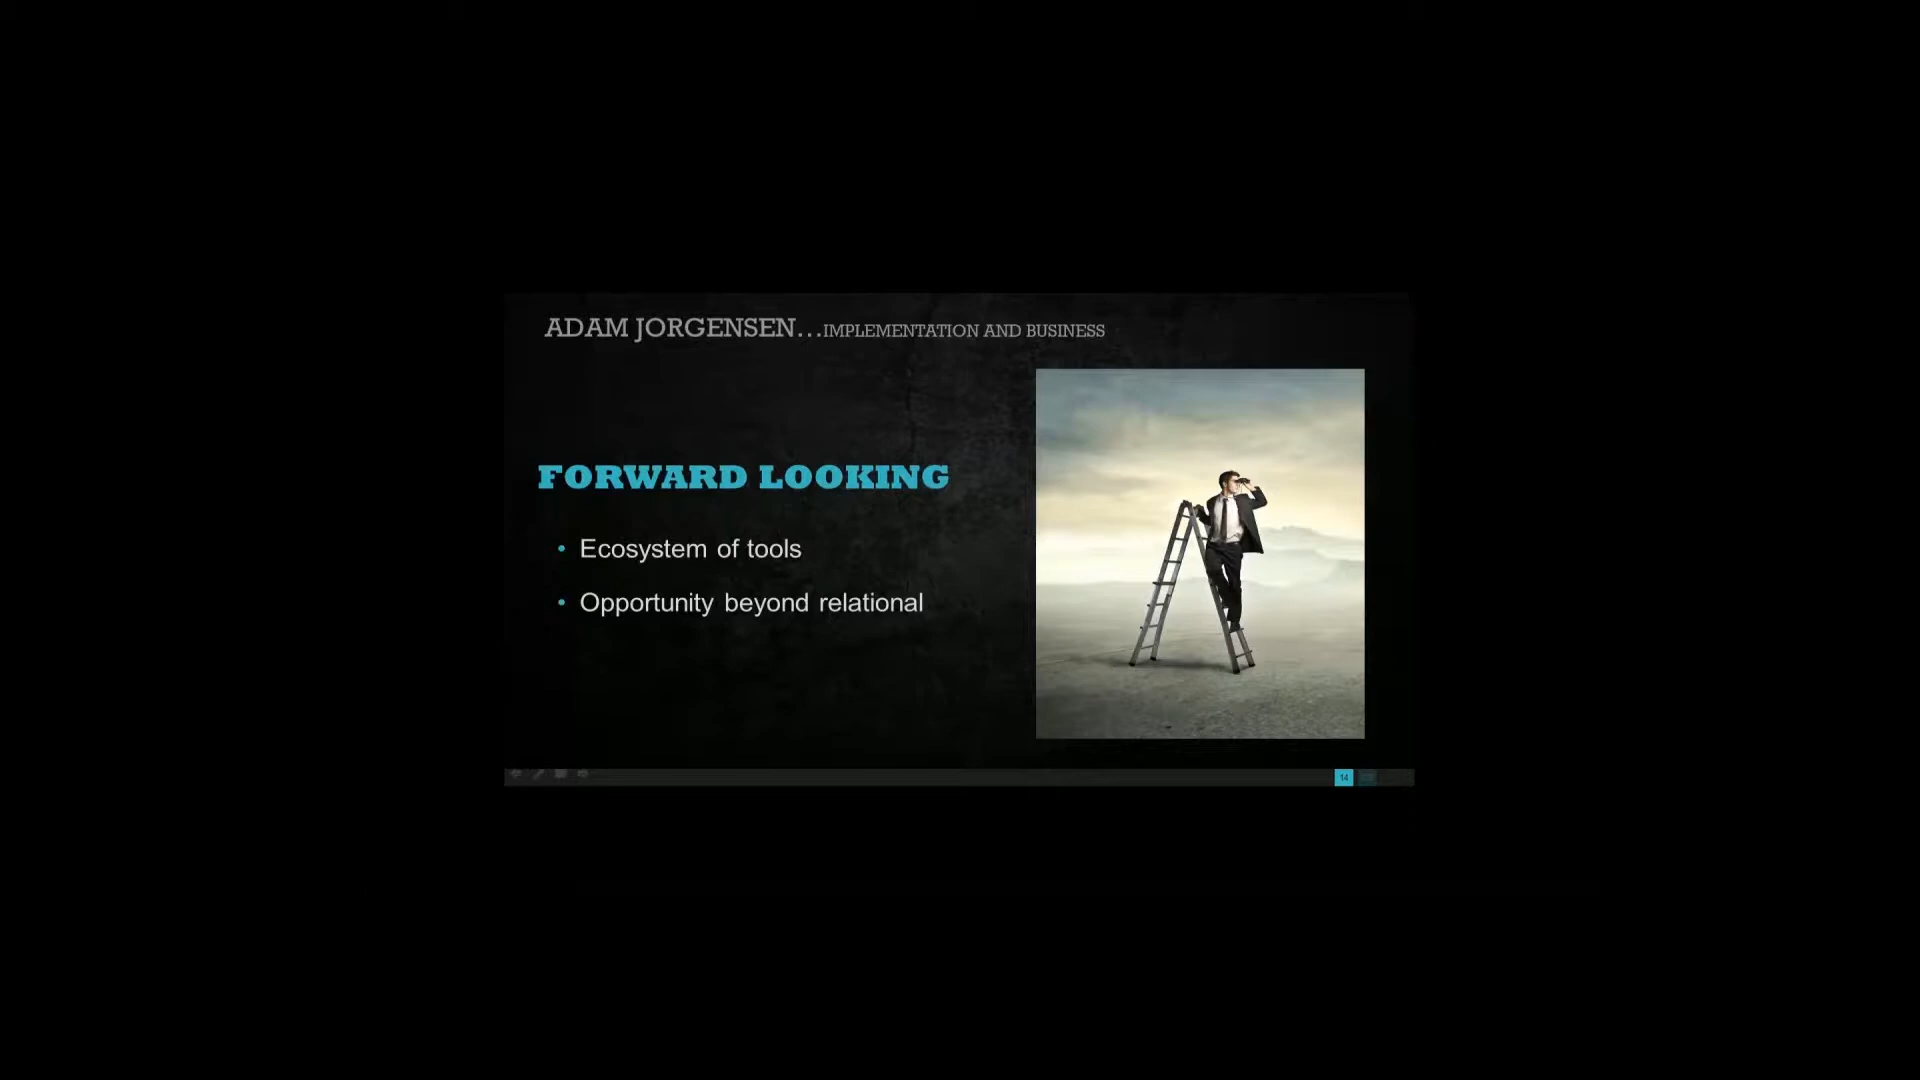 ADAM JORGENSEN...IMPLEMENTATION AND BUSINESS
FORWARD LOOKING
• Ecosystem of tools
• Opportunity beyond relational
14